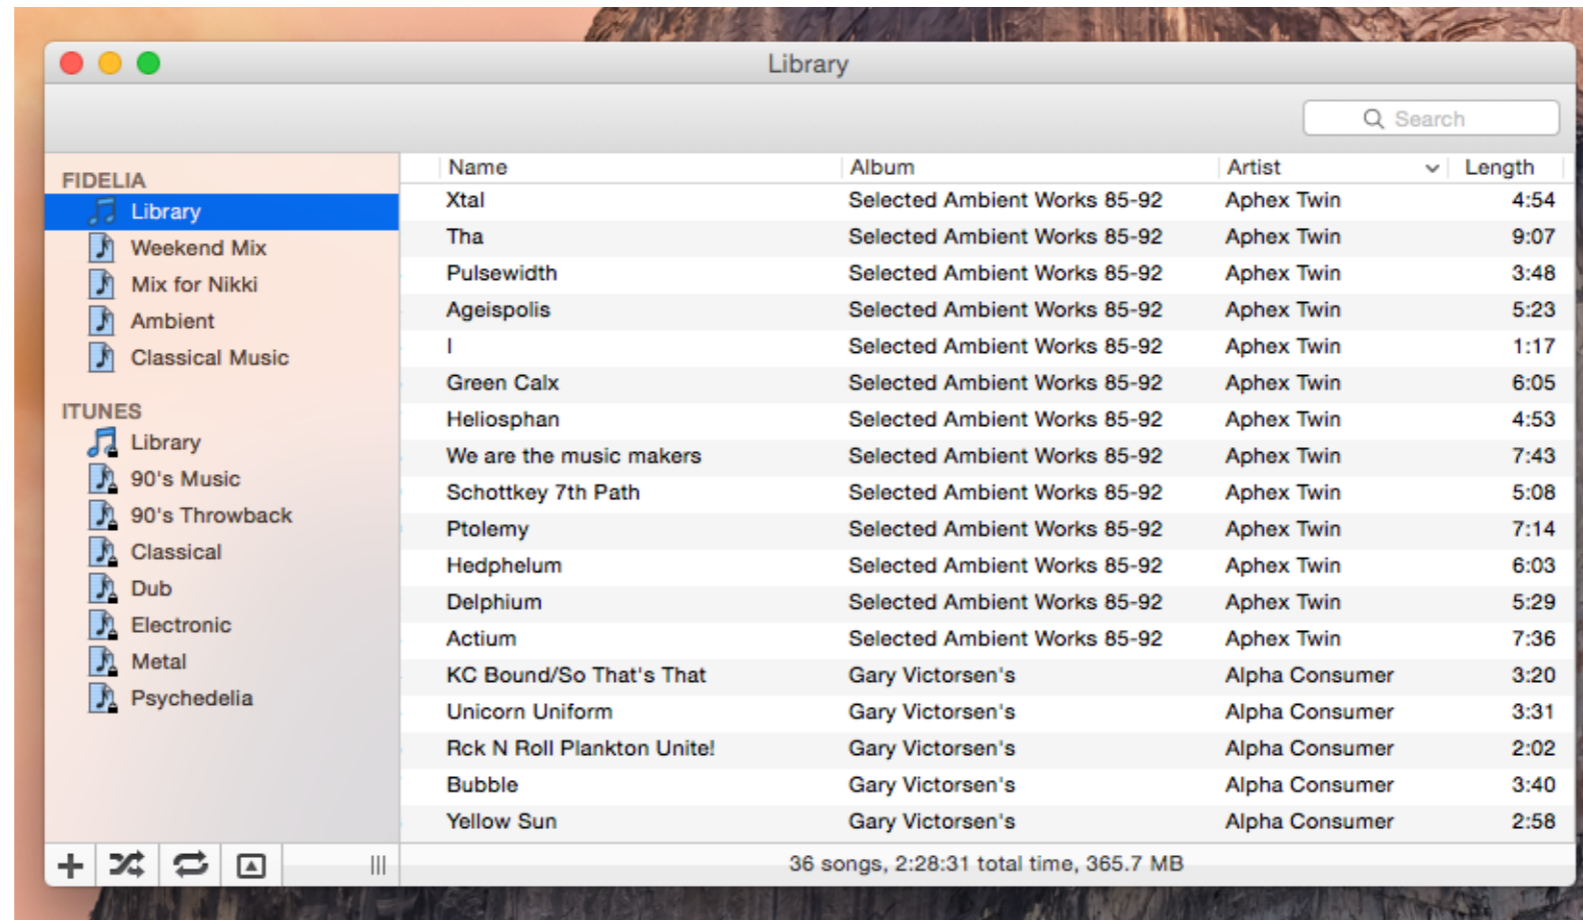 Library
Search
FIDELIA
Library
Weekend Mix
Mix for Nikki
Ambient
Classical Music
ITUNES
Library
90's Music
90's Throwback
Classical
Dub
Electronic
Metal
Psychedelia
Name Album Artist Length
Xtal Selected Ambient Works 85-92 Aphex Twin 4:54
Tha Selected Ambient Works 85-92 Aphex Twin 9:07
Pulsewidth Selected Ambient Works 85-92 Aphex Twin 3:48
Ageispolis Selected Ambient Works 85-92 Aphex Twin 5:23
I Selected Ambient Works 85-92 Aphex Twin 1:17
Green Calx Selected Ambient Works 85-92 Aphex Twin 6:05
Heliosphan Selected Ambient Works 85-92 Aphex Twin 4:53
We are the music makers Selected Ambient Works 85-92 Aphex Twin 7:43
Schottkey 7th Path Selected Ambient Works 85-92 Aphex Twin 5:08
Ptolemy Selected Ambient Works 85-92 Aphex Twin 7:14
Hedphelum Selected Ambient Works 85-92 Aphex Twin 6:03
Delphium Selected Ambient Works 85-92 Aphex Twin 5:29
Actium Selected Ambient Works 85-92 Aphex Twin 7:36
KC Bound/So That's That Gary Victorsen's Alpha Consumer 3:20
Unicorn Uniform Gary Victorsen's Alpha Consumer 3:31
Rck N Roll Plankton Unite! Gary Victorsen's Alpha Consumer 2:02
Bubble Gary Victorsen's Alpha Consumer 3:40
Yellow Sun Gary Victorsen's Alpha Consumer 2:58
36 songs, 2:28:31 total time, 365.7 MB